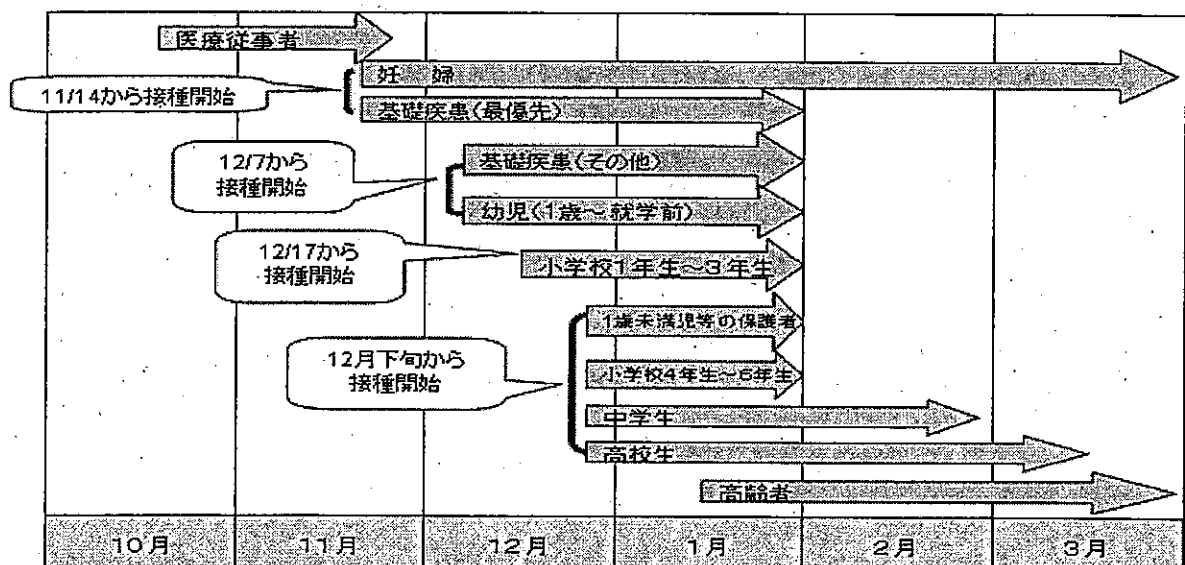 医療従事者
妊 婦
11/14から接種開始
基礎疾患(最優先)
12/7から
接種開始
基礎疾患(その他)
幼児(1歳~就学前)
12/17から
接種開始
小学校1年生~3年生
1歳未満児等の保護者
12月下旬から
接種開始
小学校4年生~6年生
中学生
高校生
高齢者
10月
11月
12月
1月
2月
3月